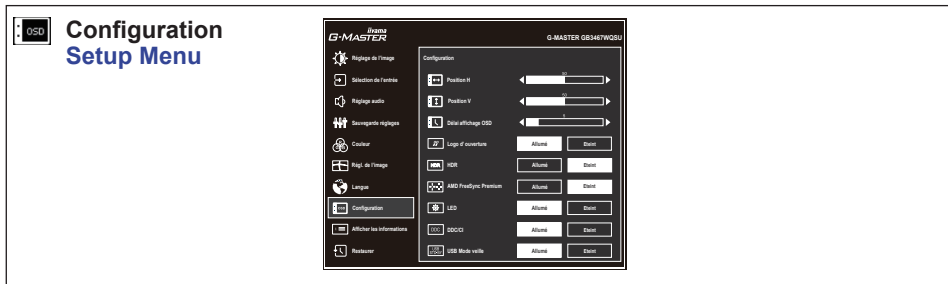 OSD
Configuration
Setup Menu
iiyama
G-MASTER
G-MASTER GB3467WQSU
Réglage de l'image
Sélection de l'entrée
Réglage audio
Sauvegarde réglages
Couleur
Régl. de l'image
Langue
OSD Configuration
Afficher les informations
Restaurer
Configuration
Position H 50
Position V 50
Délai affichage OSD
Logo d' ouverture Allumé Eteint
HDR HDR Allumé Eteint
AMD FreeSync Premium Allumé Eteint
LED Allumé Eteint
DDC DDC/CI Allumé Eteint
USB Mode veille Allumé Eteint